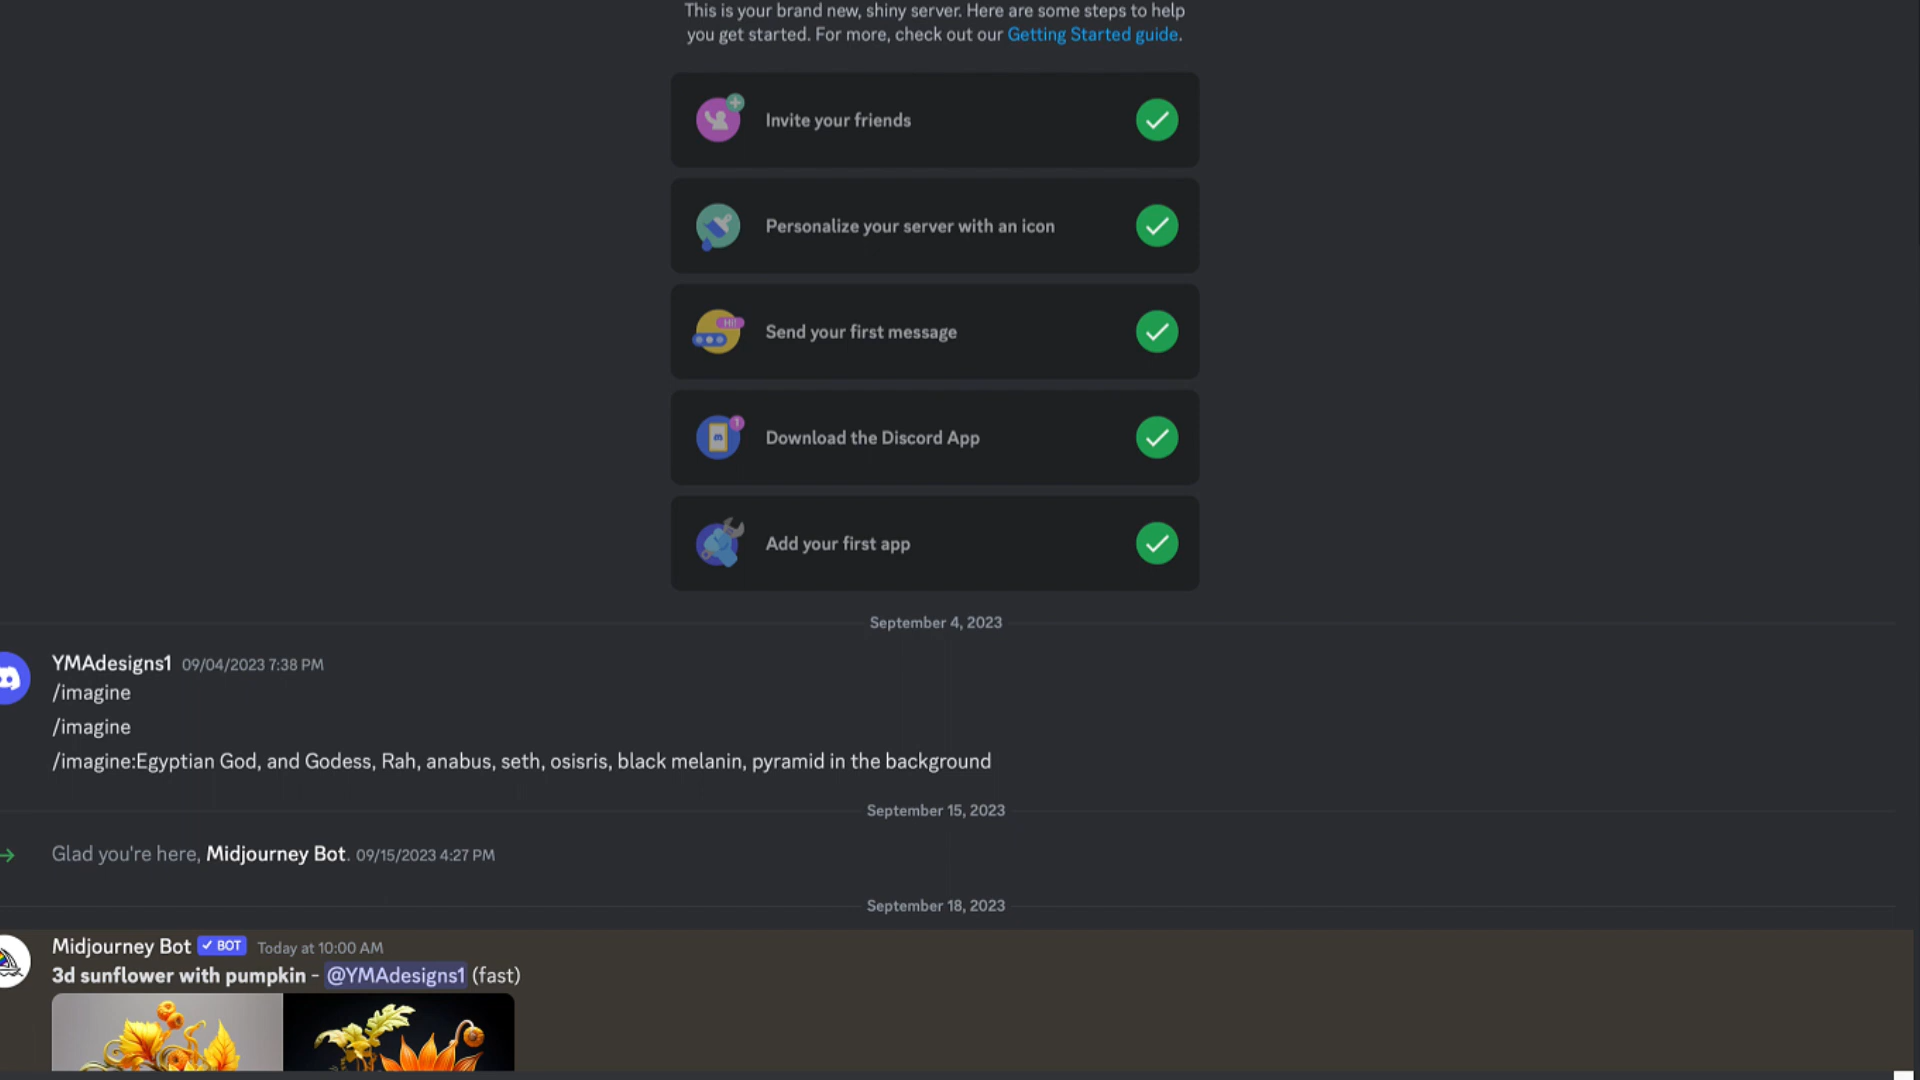 This is your brand new, shiny server. Here are some steps to help
you get started. For more, check out our Getting Started guide.
Invite your friends
Personalize your server with an icon
HI!
Send your first message
1
Download the Discord App
Add your first app
September 4, 2023
YMAdesigns1 09/04/2023 7:38 PM
/imagine
/imagine
/imagine:Egyptian God, and Godess, Rah, anabus, seth, osisris, black melanin, pyramid in the background
September 15, 2023
Glad you're here, Midjourney Bot. 09/15/2023 4:27 PM
September 18, 2023
Midjourney Bot ✓ BOT Today at 10:00 AM
3d sunflower with pumpkin - @YMAdesigns1 (fast)